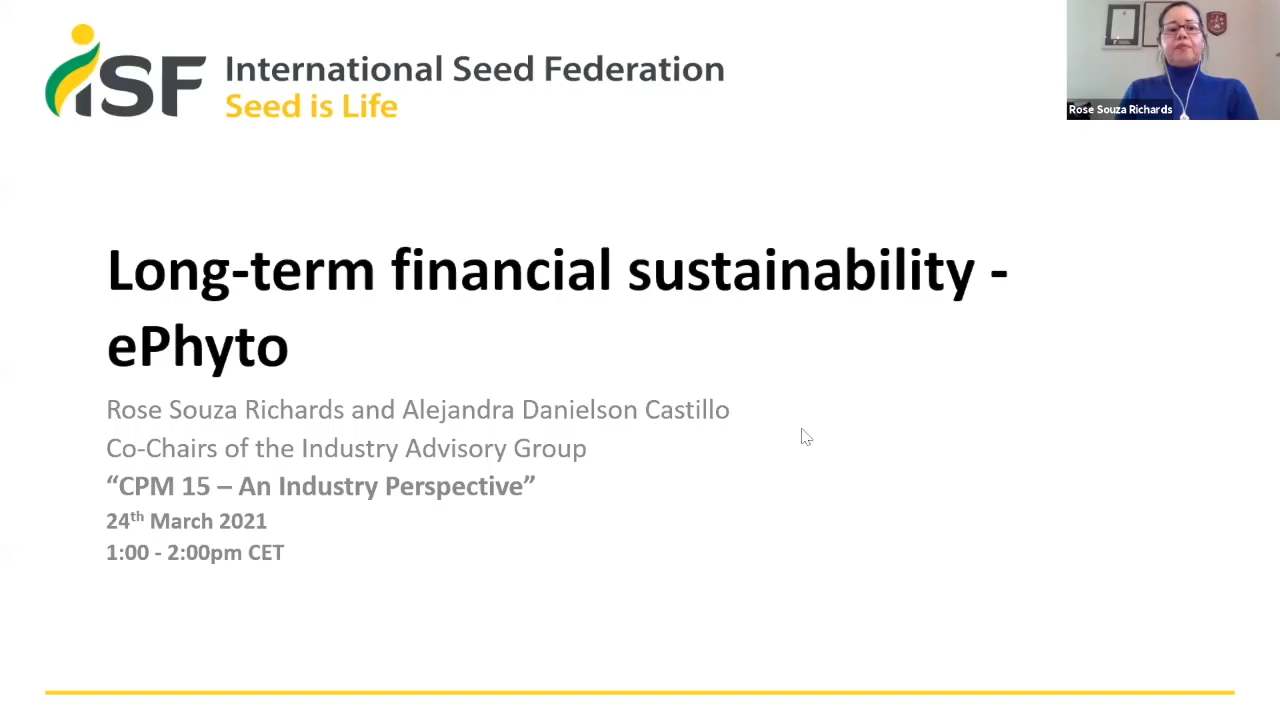 iSF International Seed Federation
Seed is Life
Rose Souza Richards
Long-term financial sustainability -
ePhyto
Rose Souza Richards and Alejandra Danielson Castillo
Co-Chairs of the Industry Advisory Group
“CPM 15 – An Industry Perspective”
24th March 2021
1:00 - 2:00pm CET